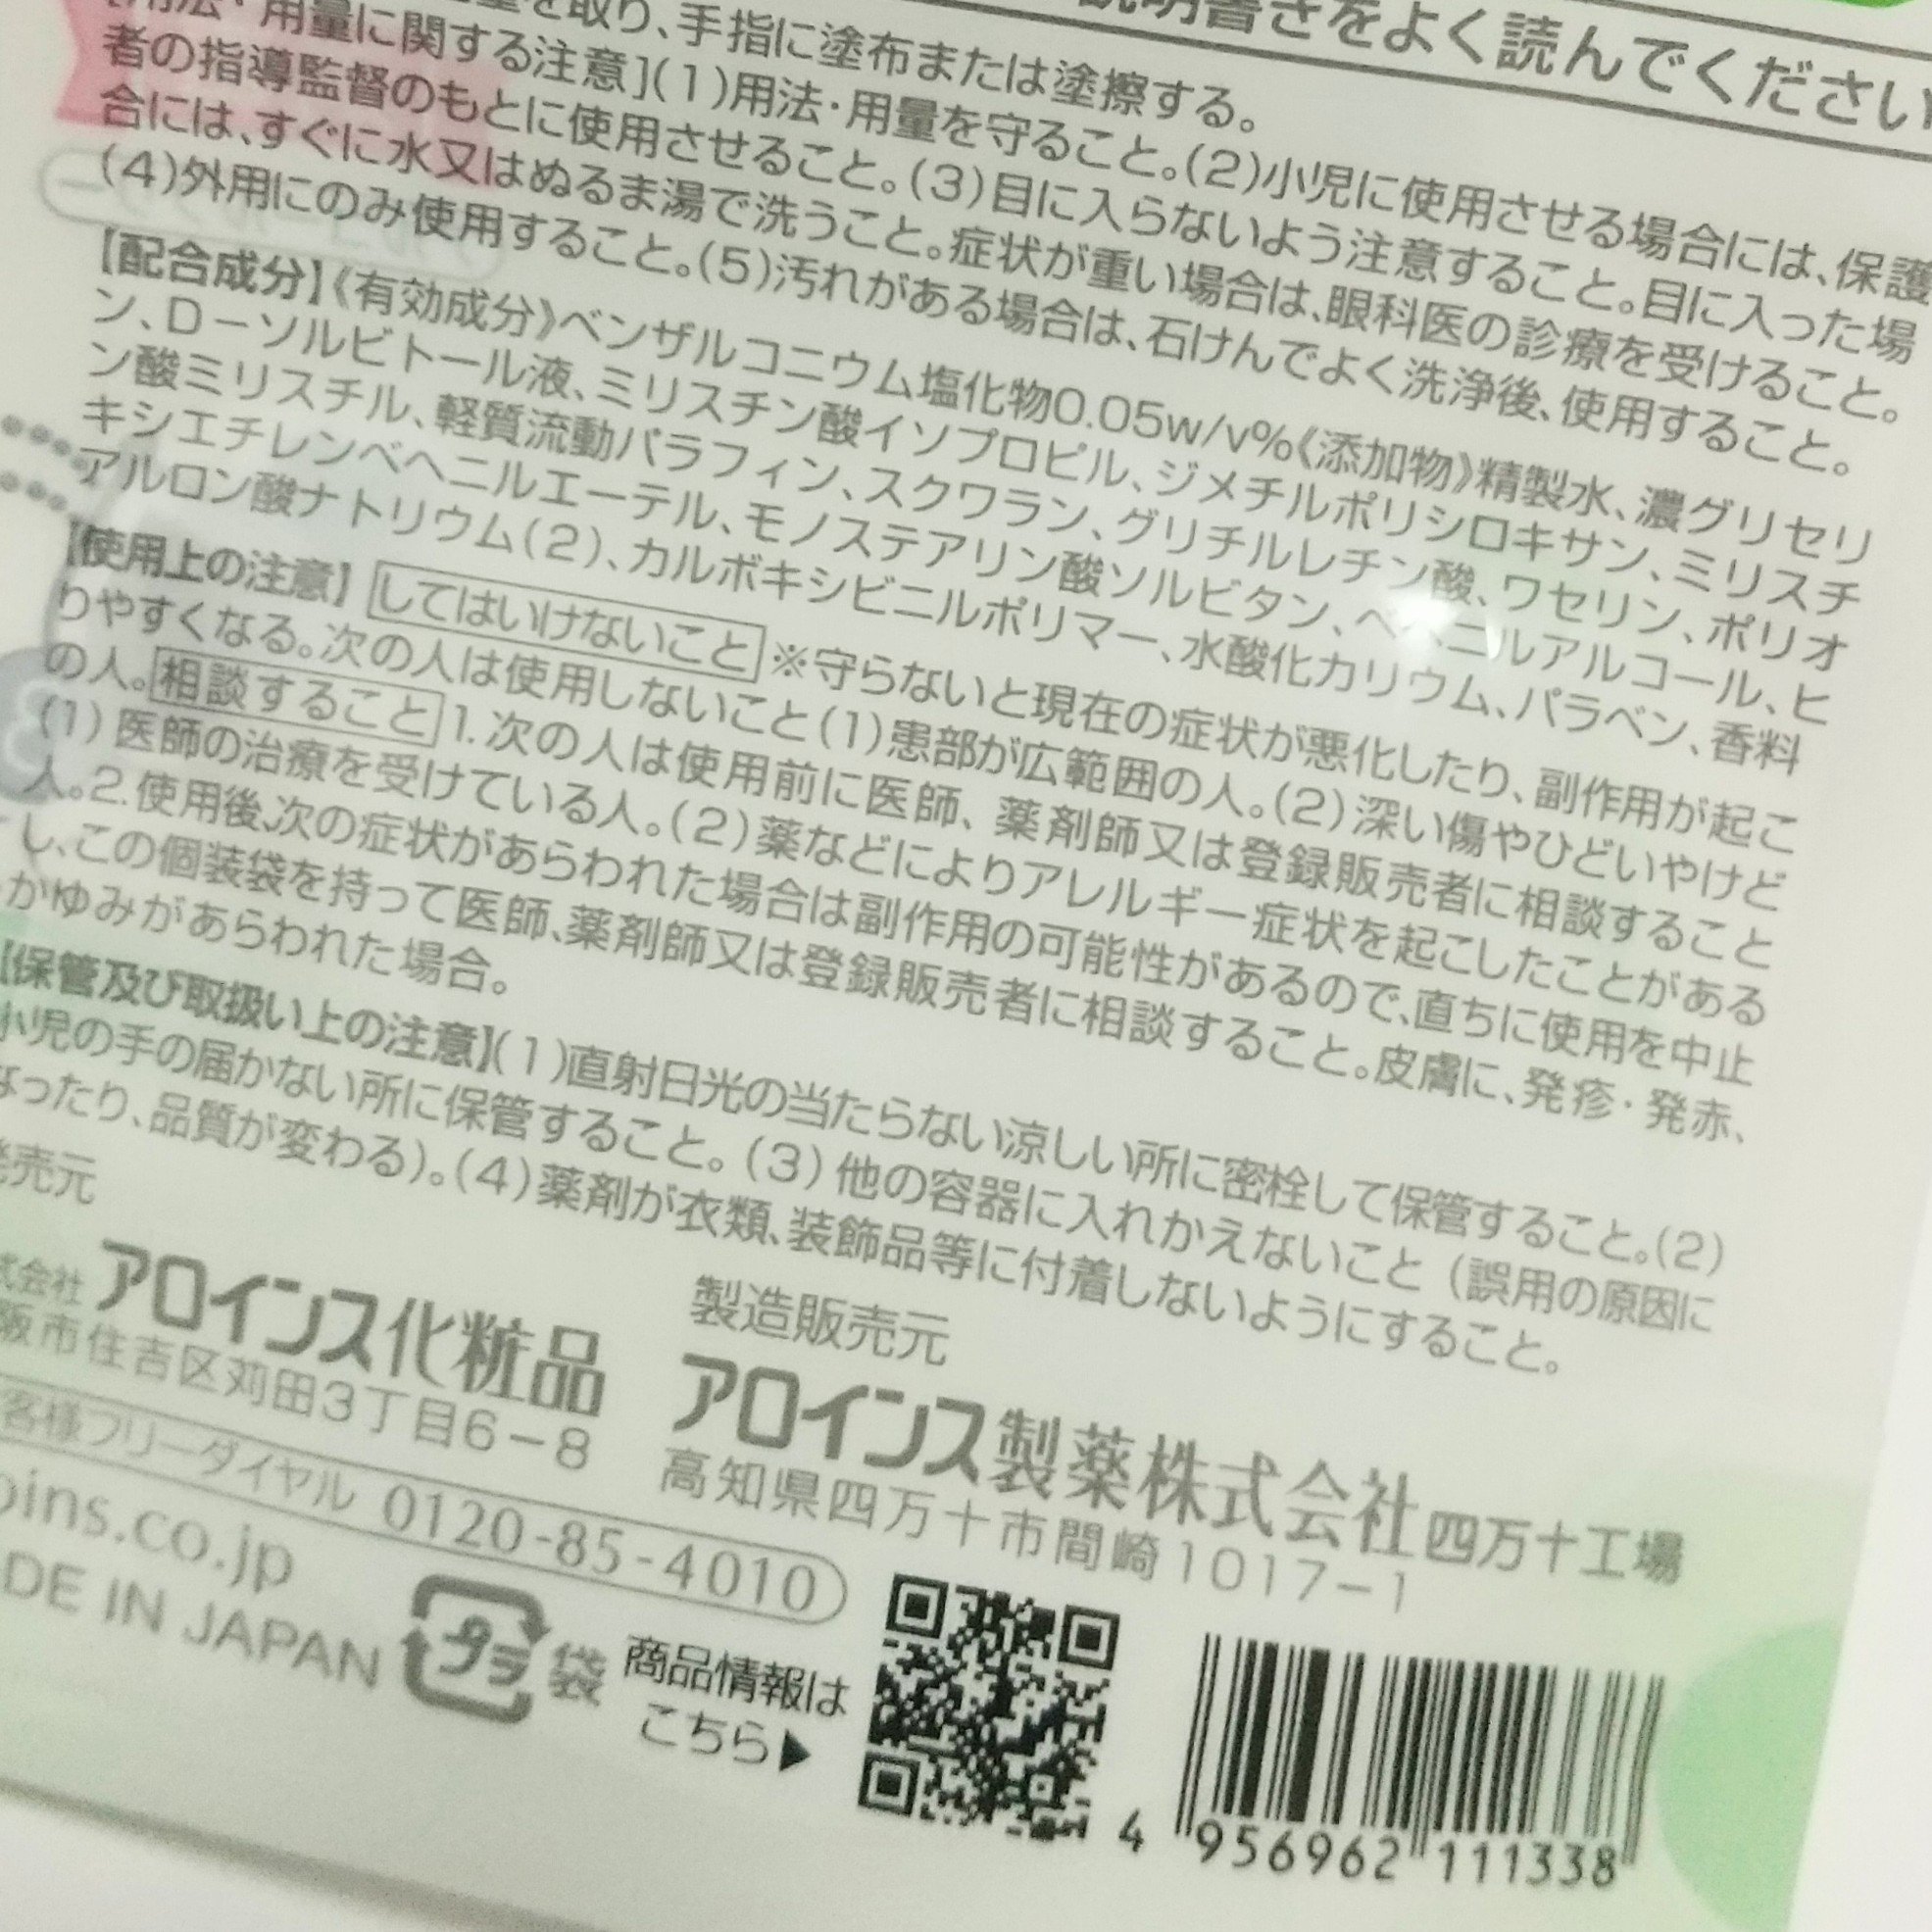 説明書きをよく読んでください
量を取り、手指に塗布または塗擦する。
用法・用量に関する注意](1)用法・用量を守ること。(2)小児に使用させる場合には、保護
者の指導監督のもとに使用させること。(3)目に入らないよう注意すること。目に入った場
合には、すぐに水又はぬるま湯で洗うこと。症状が重い場合は、眼科医の診療を受けること。
(4)外用にのみ使用すること。(5)汚れがある場合は、石けんでよく洗浄後、使用すること。
【配合成分】《有効成分》ベンザルコニウム塩化物0.05w/v%《添加物》精製水、濃グリセリ
ン、D－ソルビトール液、ミリスチン酸イソプロピル、ジメチルポリシロキサン、ミリスチ
ン酸ミリスチル、軽質流動パラフィン、スクワラン、グリチルレチン酸、ワセリン、ポリオ
キシエチレンベヘニルエーテル、モノステアリン酸ソルビタン、ベヘニルアルコール、ヒ
アルロン酸ナトリウム(2)、カルボキシビニルポリマー、水酸化カリウム、パラベン、香料
【使用上の注意】 してはいけないこと ※守らないと現在の症状が悪化したり、副作用が起こ
りやすくなる。次の人は使用しないこと(1)患部が広範囲の人。(2)深い傷やひどいやけど
の人。相談すること 1.次の人は使用前に医師、薬剤師又は登録販売者に相談すること
(1)医師の治療を受けている人。(2)薬などによりアレルギー症状を起こしたことがある
人。2.使用後、次の症状があらわれた場合は副作用の可能性があるので、直ちに使用を中止
し、この個装袋を持って医師、薬剤師又は登録販売者に相談すること。皮膚に、発疹・発赤、
かゆみがあらわれた場合。
【保管及び取扱い上の注意】(1)直射日光の当たらない涼しい所に密栓して保管すること。(2)
小児の手の届かない所に保管すること。(3)他の容器に入れかえないこと(誤用の原因に
なったり、品質が変わる)。(4)薬剤が衣類、装飾品等に付着しないようにすること。
発売元
式会社 アロインス化粧品
阪市住吉区苅田3丁目6－8
製造販売元
アロインス製薬株式会社 四万十工場
高知県四万十市間崎1017－1
客様フリーダイヤル 0120-85-4010
oins.co.jp
DE IN JAPAN
プラ 袋
商品情報は
こちら▶
4 956962 111338